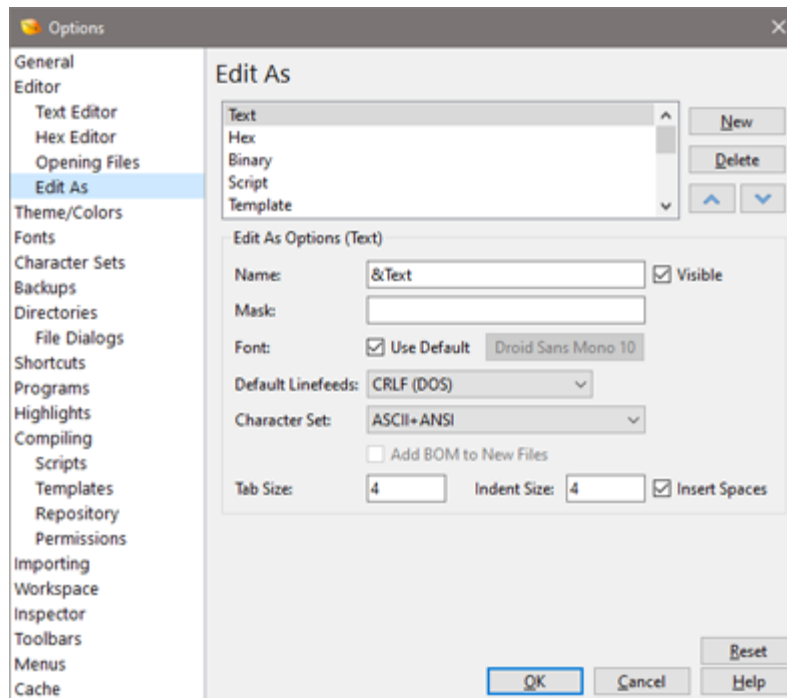 Options
General
Editor
Text Editor
Hex Editor
Opening Files
Edit As
Theme/Colors
Fonts
Character Sets
Backups
Directories
File Dialogs
Shortcuts
Programs
Highlights
Compiling
Scripts
Templates
Repository
Permissions
Importing
Workspace
Inspector
Toolbars
Menus
Cache
Edit As
Text
Hex
Binary
Script
Template
New
Delete
Edit As Options (Text)
Name: &Text Visible
Mask:
Font: Use Default Droid Sans Mono 10
Default Linefeeds: CRLF (DOS)
Character Set: ASCII+ANSI
Add BOM to New Files
Tab Size: 4 Indent Size: 4 Insert Spaces
Reset
OK Cancel Help